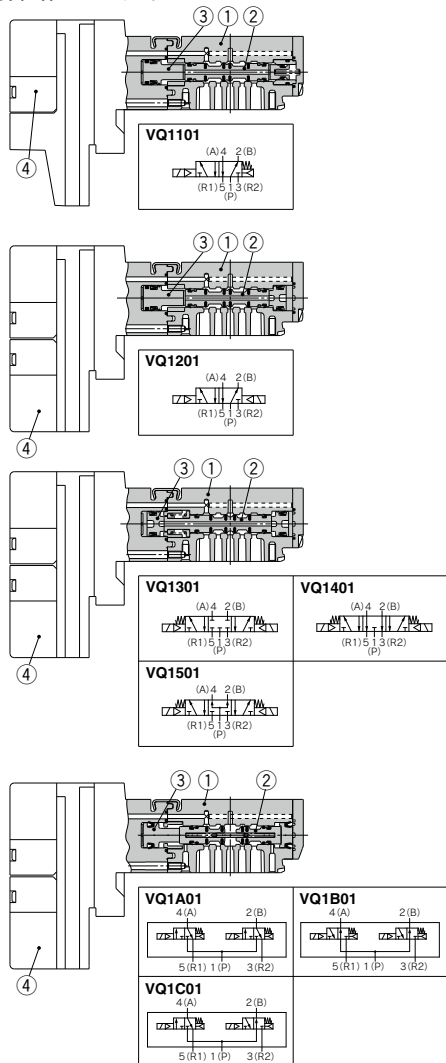 ③ ① ②
④
VQ1101
(A)4 2(B)
(R1)5 1 3(R2)
(P)
③ ① ②
④
VQ1201
(A)4 2(B)
(R1)5 1 3(R2)
(P)
③ ① ②
④
VQ1301
(A)4 2(B)
(R1)5 1 3(R2)
(P)
VQ1401
(A)4 2(B)
(R1)5 1 3(R2)
(P)
VQ1501
(A)4 2(B)
(R1)5 1 3(R2)
(P)
③ ① ②
④
VQ1A01
4(A) 2(B)
5(R1) 1(P) 3(R2)
VQ1B01
4(A) 2(B)
5(R1) 1(P) 3(R2)
VQ1C01
4(A) 2(B)
5(R1) 1(P) 3(R2)